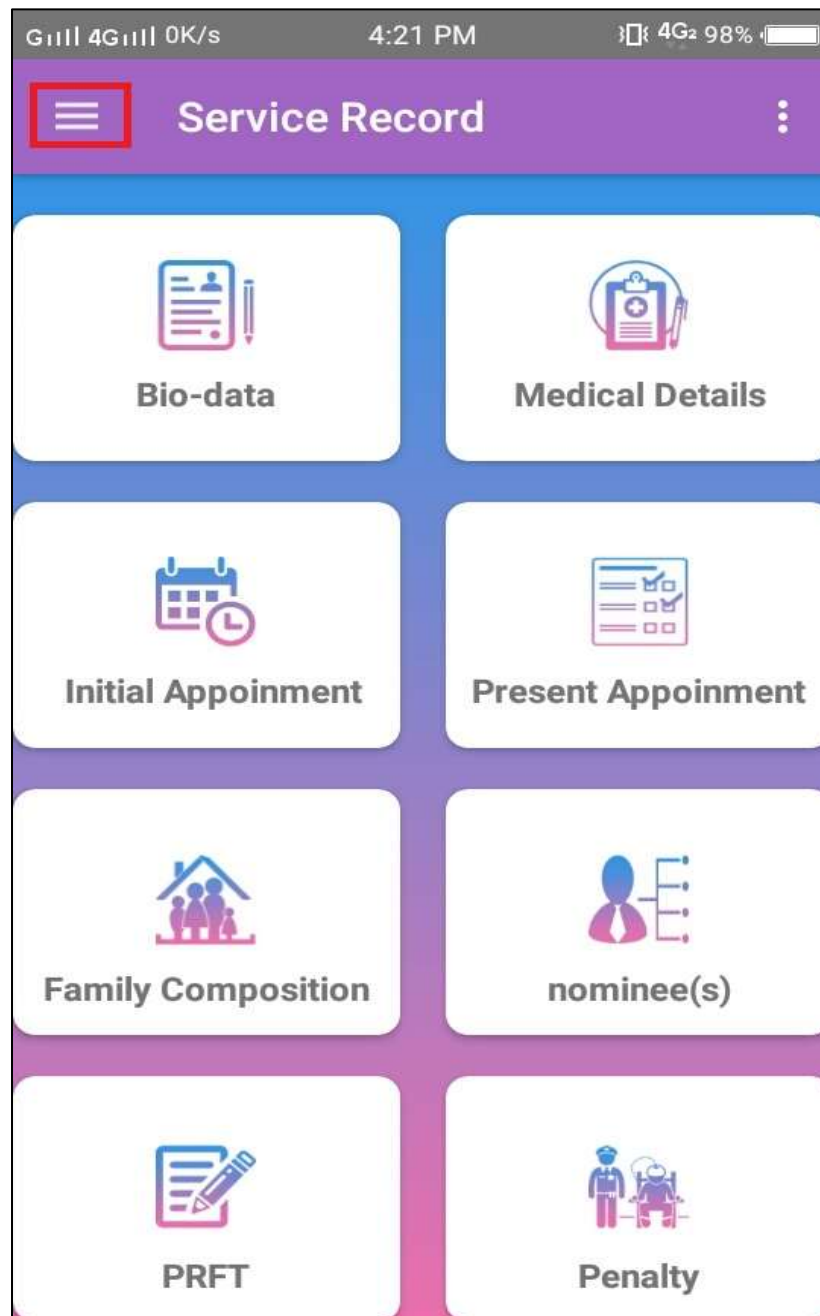 G 4G 0K/s 4:21 PM 4G2 98%
Service Record
Bio-data Medical Details
Initial Appoinment Present Appoinment
Family Composition nominee(s)
PRFT Penalty